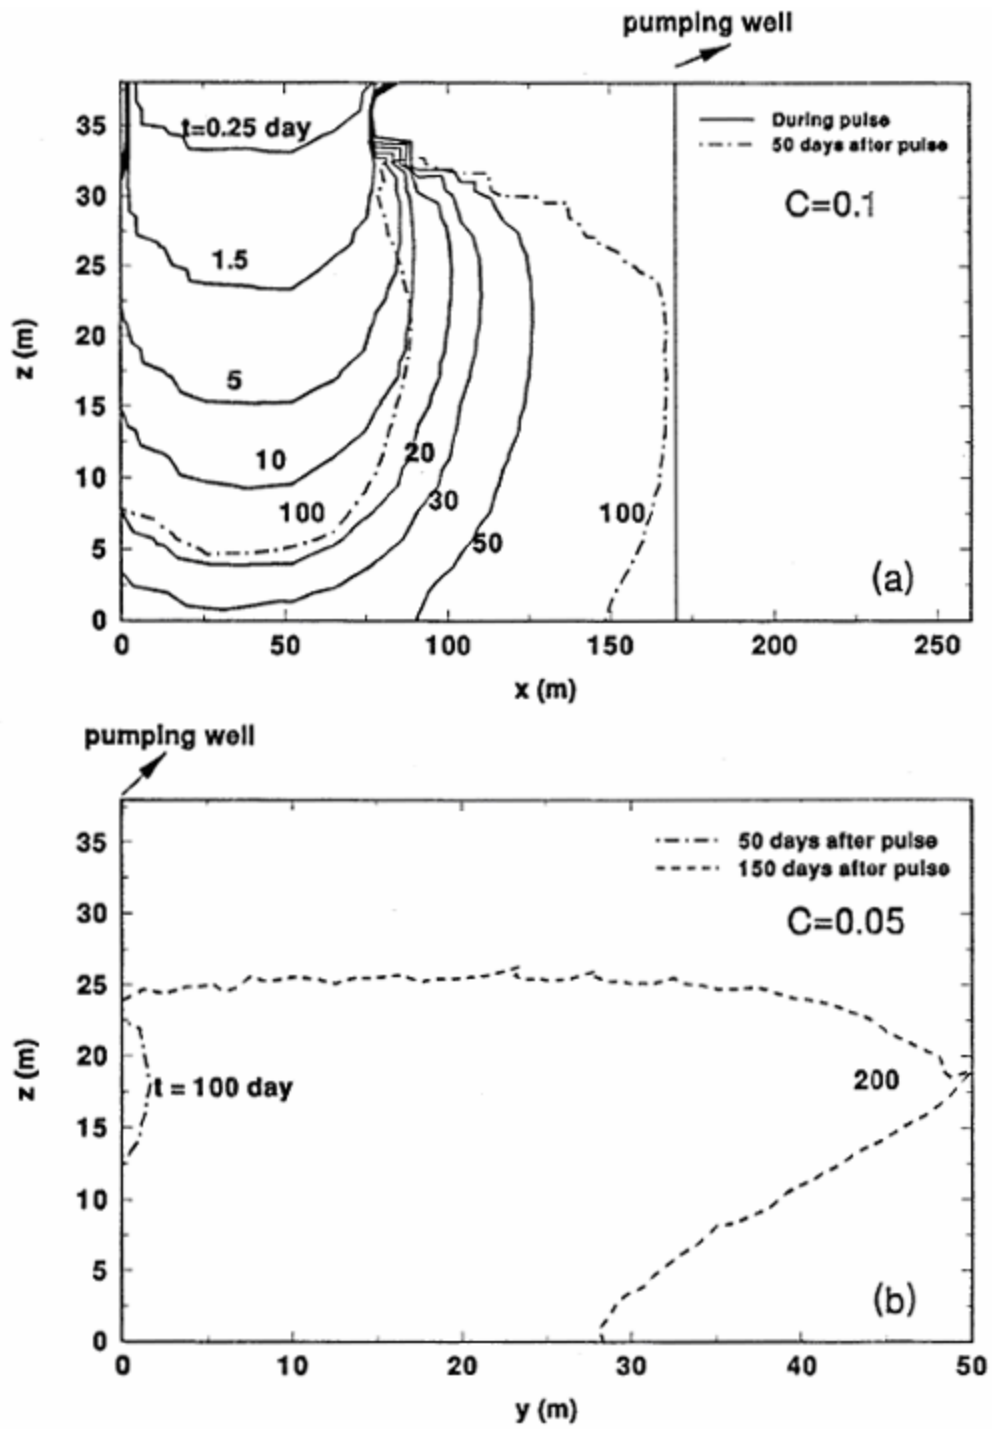 pumping well
During pulse
50 days after pulse
C=0.1
t=0.25 day
1.5
5
10
100
20
30
50
100
(a)
35
30
25
20
15
10
5
0
z (m)
0 50 100 150 200 250
x (m)
pumping well
50 days after pulse
150 days after pulse
C=0.05
t = 100 day
200
(b)
35
30
25
20
15
10
5
0
z (m)
0 10 20 30 40 50
y (m)